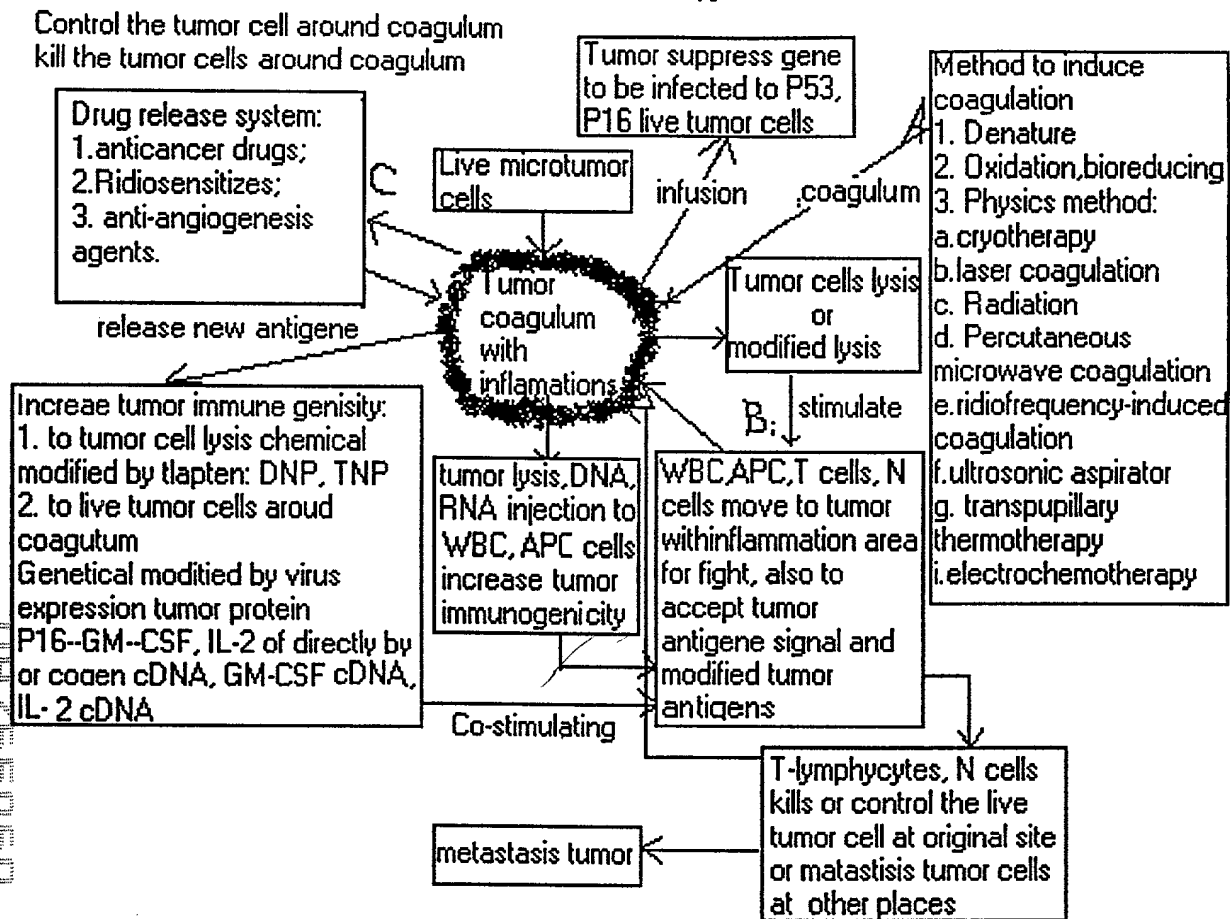 Control the tumor cell around coagulum
kill the tumor cells around coagulum
Drug release system:
1.anticancer drugs;
2.Ridiosensitizes;
3. anti-angiogenesis
agents.
C
Live microtumor
cells
Tumor suppress gene
to be infected to P53,
P16 live tumor cells
infusion
.coagulum
A
Method to induce
coagulation
1. Denature
2. Oxidation,bioreducing
3. Physics method:
a.cryotherapy
b.laser coagulation
c. Radiation
d. Percutaneous
microwave coagulation
e.ridiofrequency-induced
coagulation
f.ultrosonic aspirator
g. transpupillary
thermotherapy
i.electrochemotherapy
Tumor
coagulum
with
inflamations
Tumor cells lysis
or
modified lysis
release new antigene
B:
stimulate
Increae tumor immune genisity:
1. to tumor cell lysis chemical
modified by tlapten: DNP, TNP
2. to live tumor cells aroud
coagutum
Genetical moditied by virus
expression tumor protein
P16--GM--CSF, IL-2 of directly by
or cogen cDNA, GM-CSF cDNA,
IL- 2 cDNA
tumor lysis,DNA,
RNA injection to
WBC, APC cells
increase tumor
immunogenicity
WBC,APC,T cells, N
cells move to tumor
withinflammation area
for fight, also to
accept tumor
antigene signal and
modified tumor
antigens
Co-stimulating
T-lymphycytes, N cells
kills or control the live
tumor cell at original site
or matastisis tumor cells
at other places
metastasis tumor